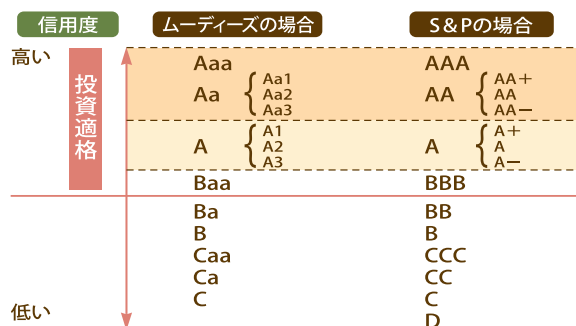 信用度 ムーディーズの場合 S&Pの場合
高い
投資適格
Aaa AAA
Aa Aa1 Aa2 Aa3 AA AA+ AA AA−
A A1 A2 A3 A A+ A A−
Baa BBB
Ba BB
B B
Caa CCC
Ca CC
C C
低い D